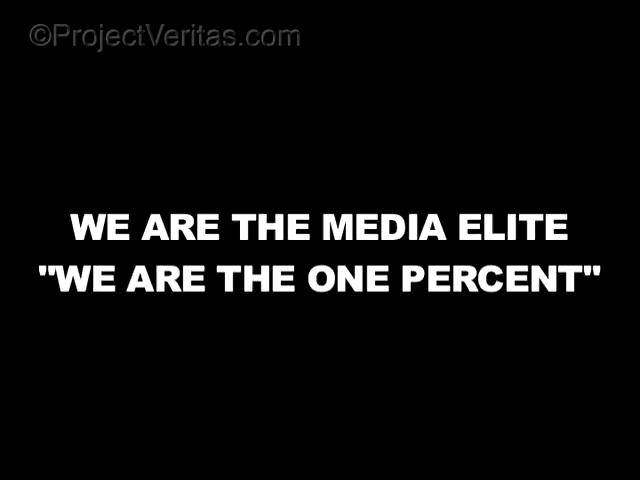 ©ProjectVeritas.com
WE ARE THE MEDIA ELITE
"WE ARE THE ONE PERCENT"